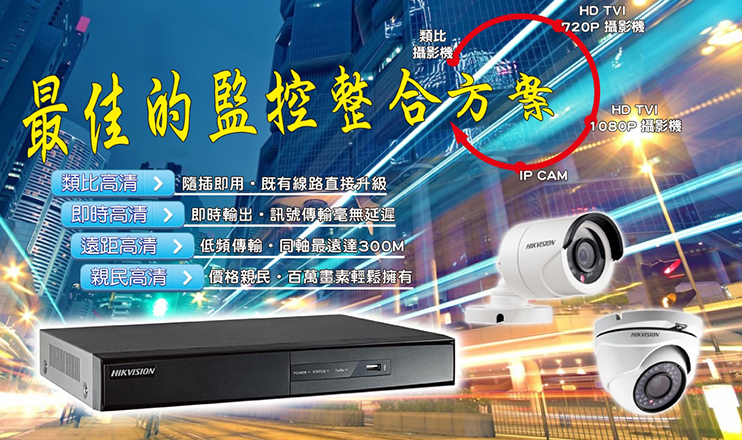 HD TVI
720P 攝影機
類比
攝影機
最佳的監控整合方案
HD TVI
1080P 攝影機
IP CAM
類比高清 隨插即用・既有線路直接升級
即時高清 即時輸出・訊號傳輸毫無延遲
遠距高清 低頻傳輸・同軸最遠達300M
親民高清 價格親民・百萬畫素輕鬆擁有
HIKVISION
HIKVISION
HIKVISION
POWER STATUS Tx/Rx